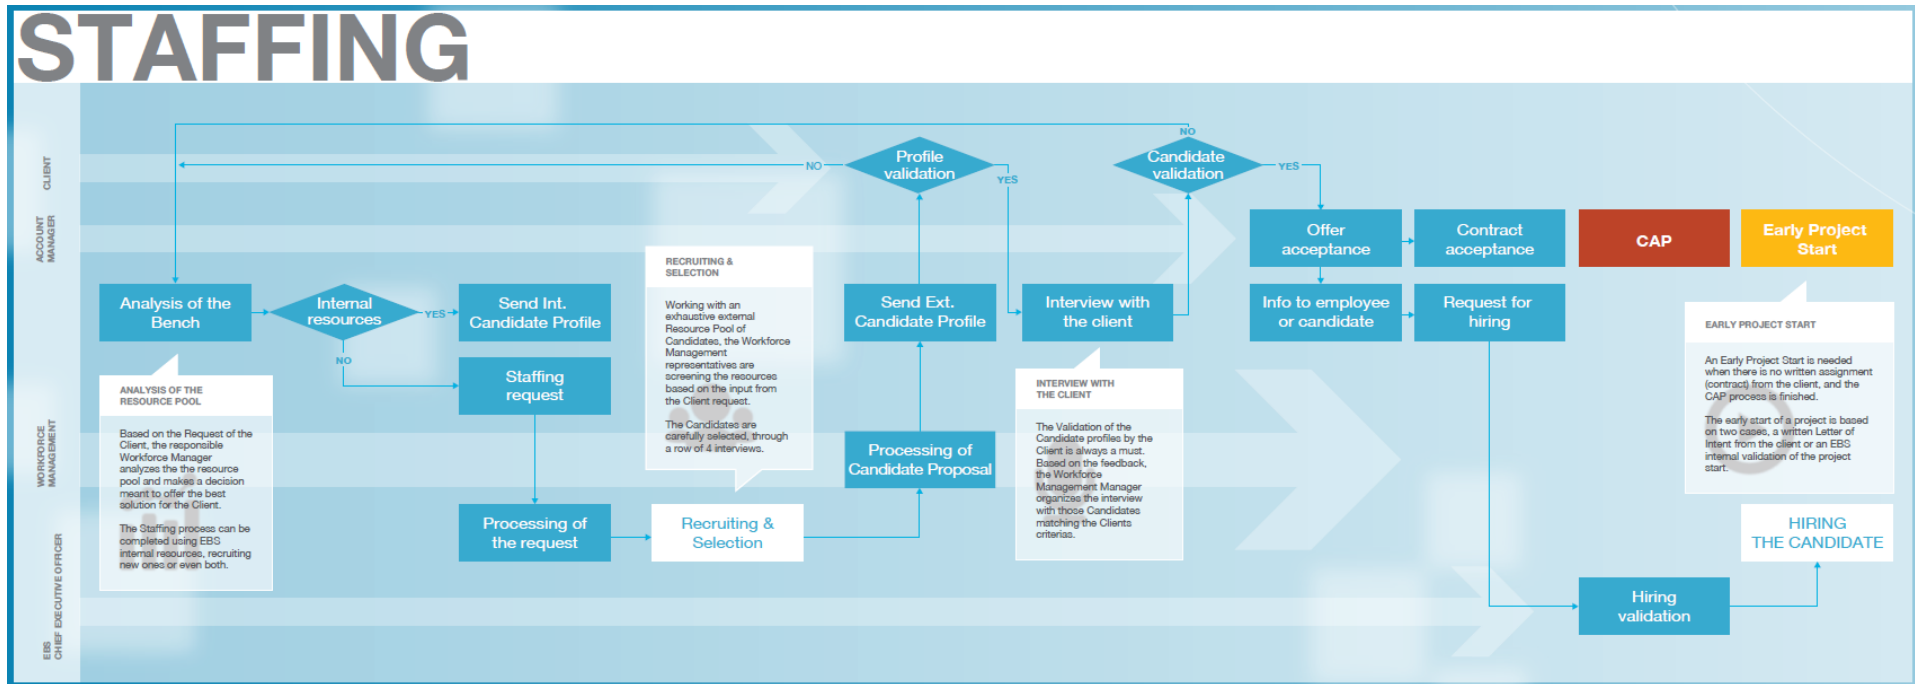 STAFFING
CLIENT
ACCOUNT
MANAGER
WORKFORCE
MANAGEMENT
EBS
CHIEF EXECUTIVE OFFICER
NO
Profile
validation
NO
YES
Candidate
validation
YES
Offer
acceptance
Contract
acceptance
CAP
Early Project
Start
Analysis of the
Bench
Internal
resources
YES
NO
Send Int.
Candidate Profile
Send Ext.
Candidate Profile
Interview with
the client
Info to employee
or candidate
Request for
hiring
Staffing
request
Processing of
Candidate Proposal
Processing of
the request
Recruiting &
Selection
HIRING
THE CANDIDATE
Hiring
validation
ANALYSIS OF THE
RESOURCE POOL
Based on the Request of the
Client, the responsible
Workforce Manager
analyzes the the resource
pool and makes a decision
meant to offer the best
solution for the Client.
The Staffing process can be
completed using EBS
internal resources, recruiting
new ones or even both.
RECRUITING &
SELECTION
Working with an
exhaustive external
Resource Pool of
Candidates, the Workforce
Management
representatives are
screening the resources
based on the input from
the Client request.
The Candidates are
carefully selected, through
a row of 4 interviews.
INTERVIEW WITH
THE CLIENT
The Validation of the
Candidate profiles by the
Client is always a must.
Based on the feedback,
the Workforce
Management Manager
organizes the interview
with those Candidates
matching the Clients
criterias.
EARLY PROJECT START
An Early Project Start is needed
when there is no written assignment
(contract) from the client, and the
CAP process is finished.
The early start of a project is based
on two cases, a written Letter of
Intent from the client or an EBS
internal validation of the project
start.